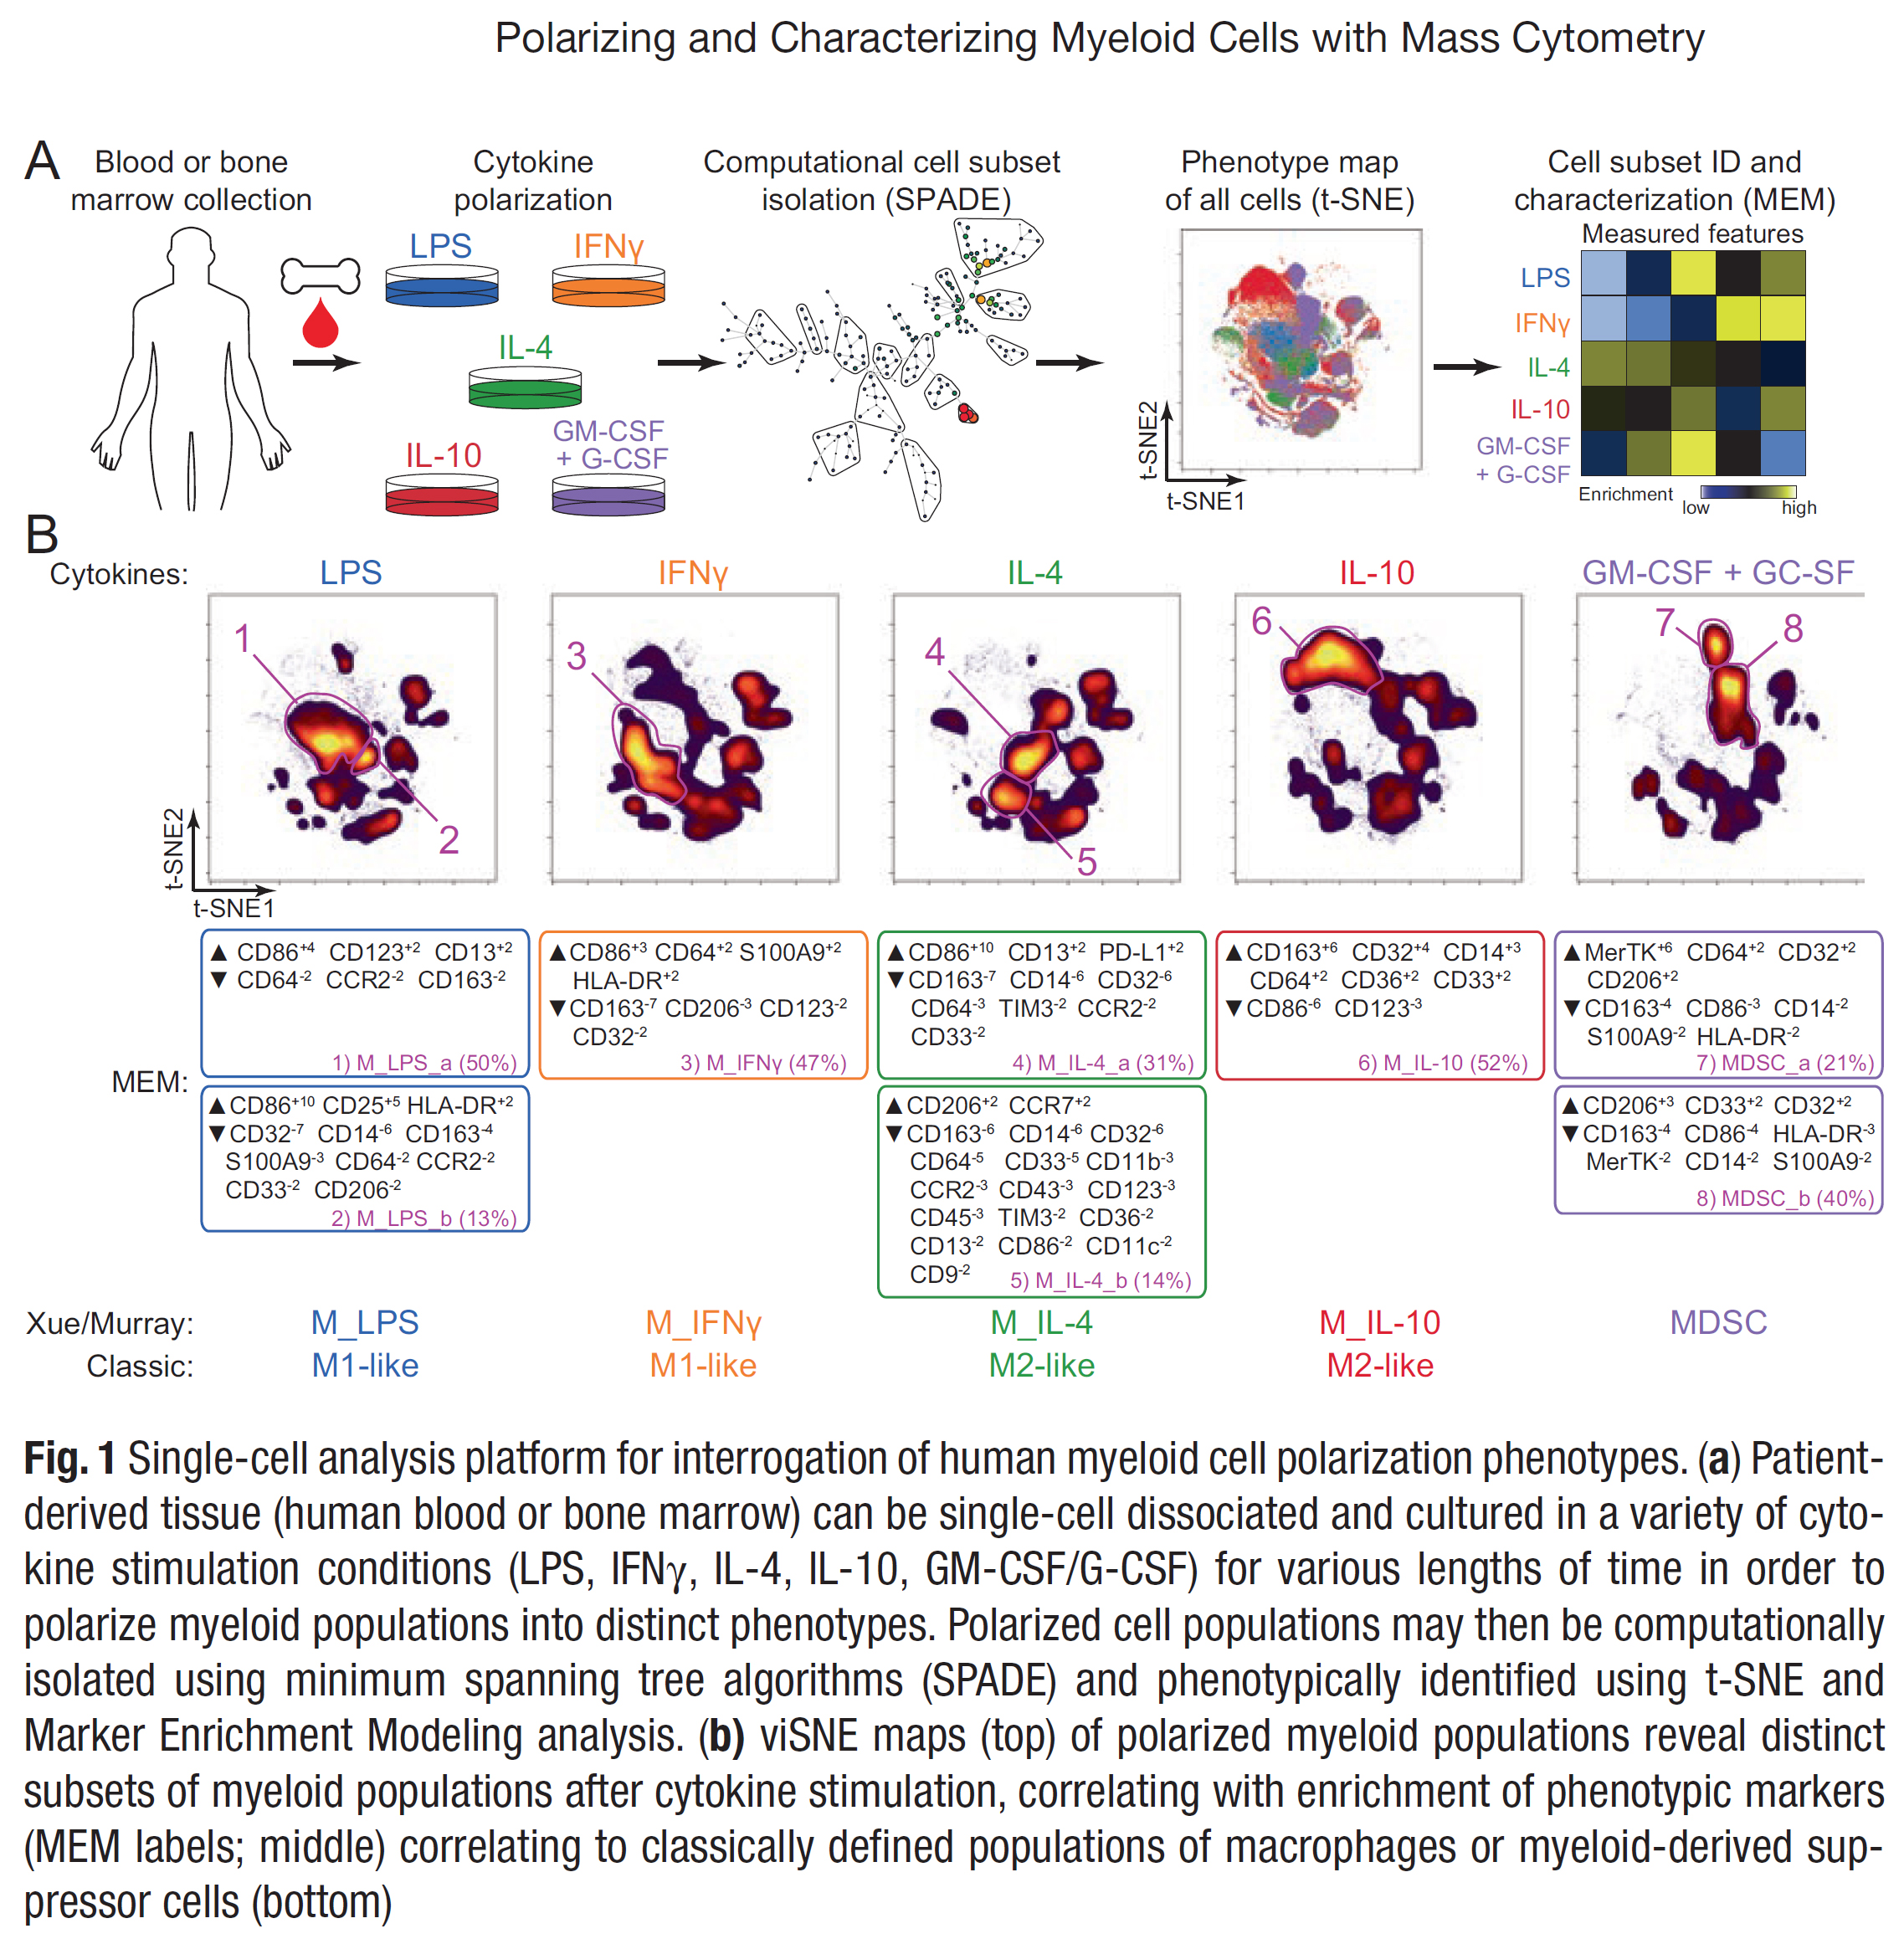 Polarizing and Characterizing Myeloid Cells with Mass Cytometry
A
Blood or bone
marrow collection
Cytokine
polarization
Computational cell subset
isolation (SPADE)
Phenotype map
of all cells (t-SNE)
Cell subset ID and
characterization (MEM)
LPS
IFNγ
IL-4
IL-10
GM-CSF
+ G-CSF
t-SNE2
t-SNE1
Measured features
LPS
IFNγ
IL-4
IL-10
GM-CSF
+ G-CSF
Enrichment
low
high
B
Cytokines:
LPS
IFNγ
IL-4
IL-10
GM-CSF + GC-SF
1
2
3
4
5
6
7
8
t-SNE2
t-SNE1
MEM:
▲ CD86+4 CD123+2 CD13+2
▼ CD64-2 CCR2-2 CD163-2
1) M_LPS_a (50%)
▲CD86+10 CD25+5 HLA-DR+2
▼CD32-7 CD14-6 CD163-4
S100A9-3 CD64-2 CCR2-2
CD33-2 CD206-2
2) M_LPS_b (13%)
▲CD86+3 CD64+2 S100A9+2
HLA-DR+2
▼CD163-7 CD206-3 CD123-2
CD32-2
3) M_IFNγ (47%)
▲CD86+10 CD13+2 PD-L1+2
▼CD163-7 CD14-6 CD32-6
CD64-3 TIM3-2 CCR2-2
CD33-2
4) M_IL-4_a (31%)
▲CD206+2 CCR7+2
▼CD163-6 CD14-6 CD32-6
CD64-5 CD33-5 CD11b-3
CCR2-3 CD43-3 CD123-3
CD45-3 TIM3-2 CD36-2
CD13-2 CD86-2 CD11c-2
CD9-2
5) M_IL-4_b (14%)
▲CD163+6 CD32+4 CD14+3
CD64+2 CD36+2 CD33+2
▼CD86-6 CD123-3
6) M_IL-10 (52%)
▲MerTK+6 CD64+2 CD32+2
CD206+2
▼CD163-4 CD86-3 CD14-2
S100A9-2 HLA-DR-2
7) MDSC_a (21%)
▲CD206+3 CD33+2 CD32+2
▼CD163-4 CD86-4 HLA-DR-3
MerTK-2 CD14-2 S100A9-2
8) MDSC_b (40%)
Xue/Murray: M_LPS M_IFNγ M_IL-4 M_IL-10 MDSC
Classic: M1-like M1-like M2-like M2-like
Fig. 1 Single-cell analysis platform for interrogation of human myeloid cell polarization phenotypes. (a) Patient-
derived tissue (human blood or bone marrow) can be single-cell dissociated and cultured in a variety of cyto-
kine stimulation conditions (LPS, IFNγ, IL-4, IL-10, GM-CSF/G-CSF) for various lengths of time in order to
polarize myeloid populations into distinct phenotypes. Polarized cell populations may then be computationally
isolated using minimum spanning tree algorithms (SPADE) and phenotypically identified using t-SNE and
Marker Enrichment Modeling analysis. (b) viSNE maps (top) of polarized myeloid populations reveal distinct
subsets of myeloid populations after cytokine stimulation, correlating with enrichment of phenotypic markers
(MEM labels; middle) correlating to classically defined populations of macrophages or myeloid-derived sup-
pressor cells (bottom)